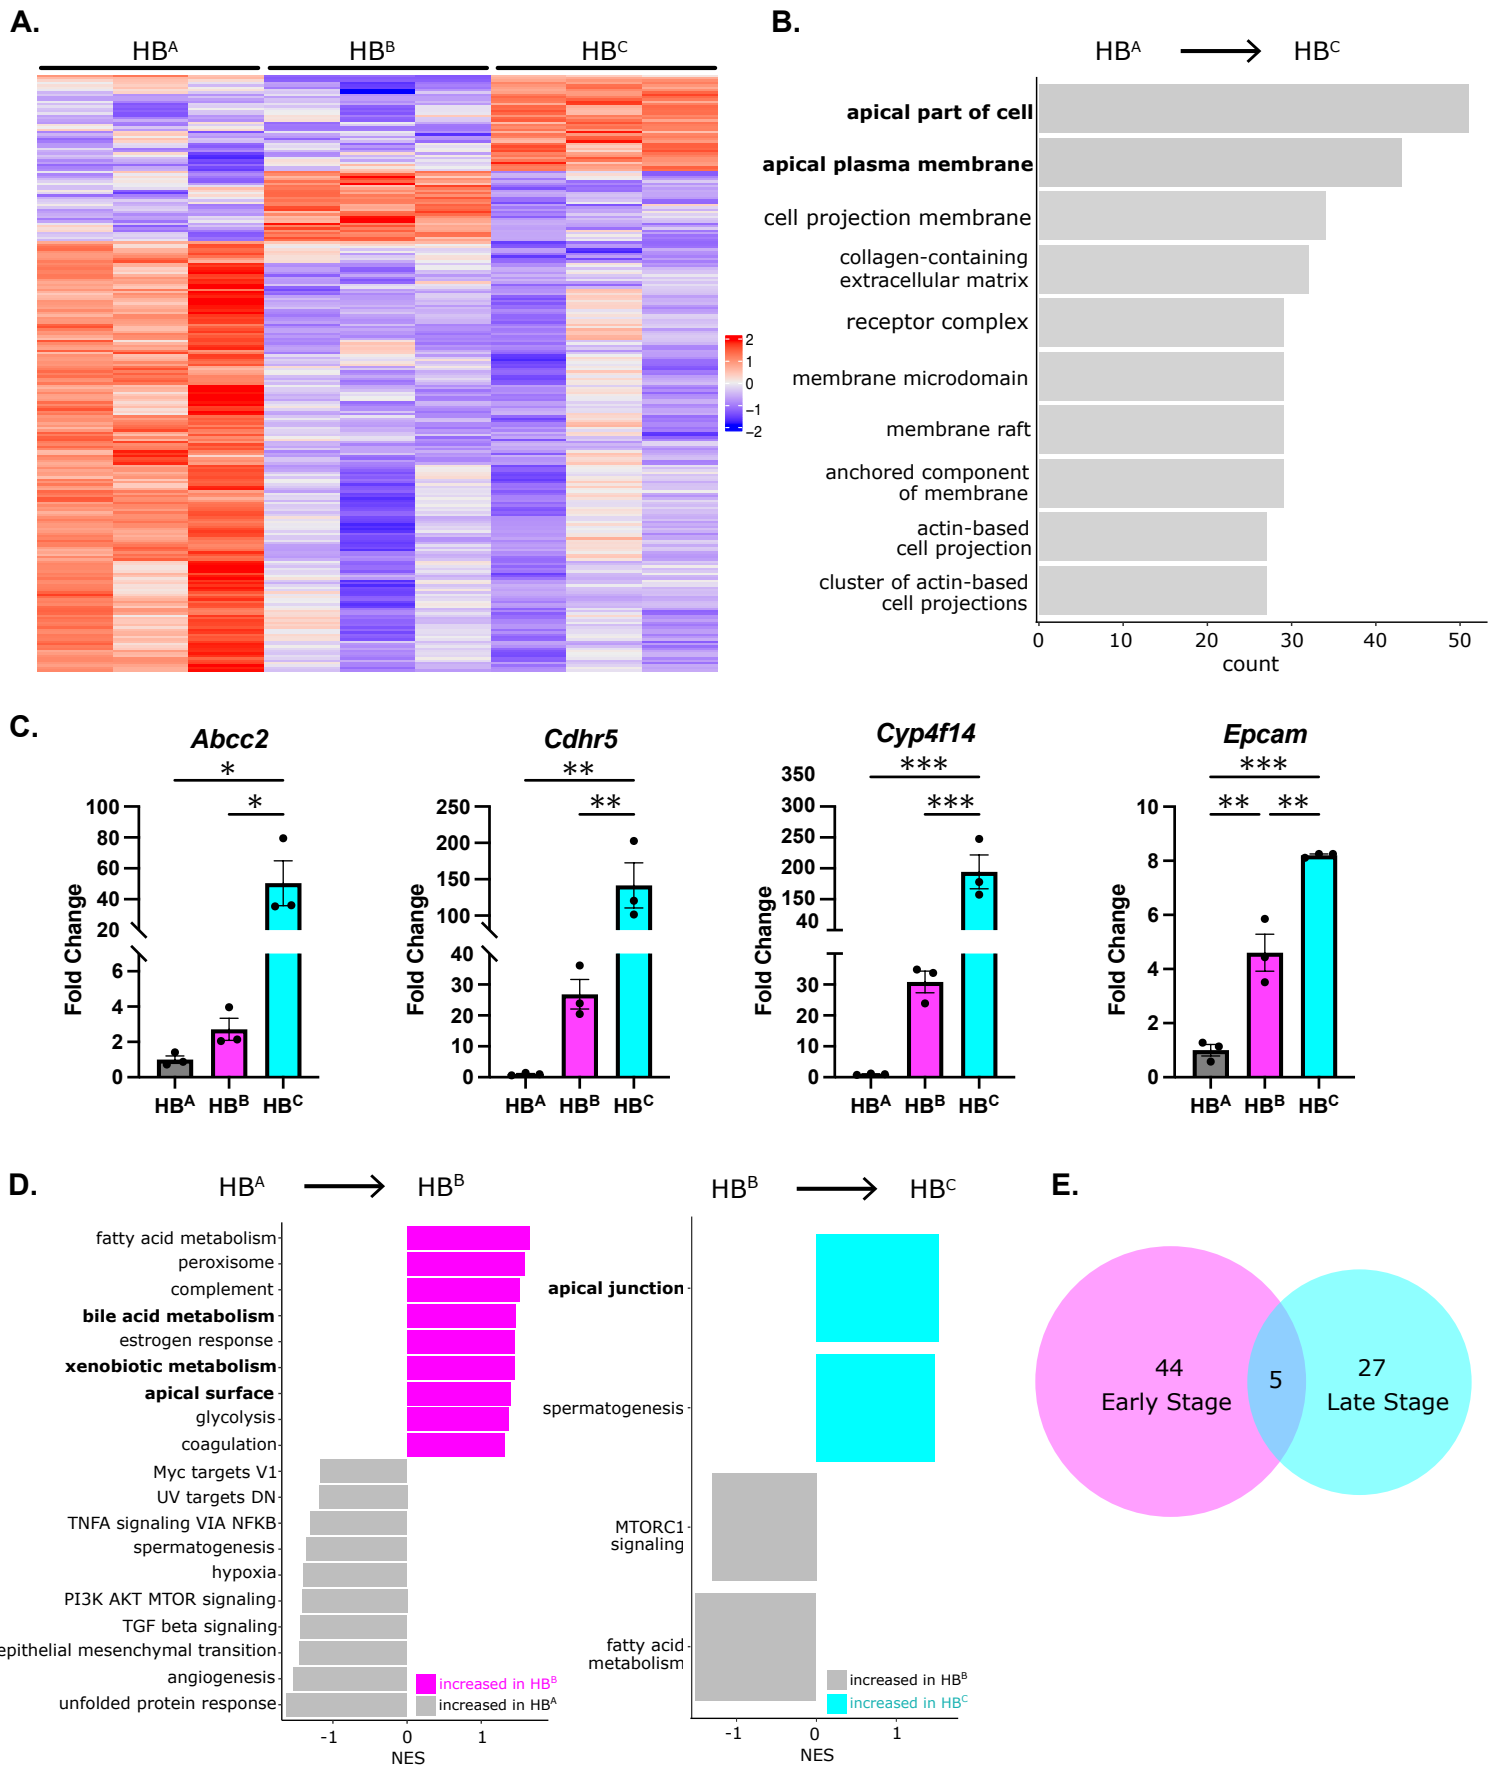 A.
HBᴬ
HBᴮ
HBᶜ
2
1
0
−1
−2
B.
HBᴬ
HBᶜ
apical part of cell
apical plasma membrane
cell projection membrane
collagen-containing
extracellular matrix
receptor complex
membrane microdomain
membrane raft
anchored component
of membrane
actin-based
cell projection
cluster of actin-based
cell projections
0 10 20 30 40 50
count
C.
Abcc2
*
*
Fold Change
100
80
60
40
20
6
4
2
0
HBᴬ HBᴮ HBᶜ
Cdhr5
**
**
Fold Change
250
200
150
100
40
30
20
10
0
HBᴬ HBᴮ HBᶜ
Cyp4f14
***
***
Fold Change
350
300
250
200
150
40
30
20
10
0
HBᴬ HBᴮ HBᶜ
Epcam
***
** **
Fold Change
10
8
6
4
2
0
HBᴬ HBᴮ HBᶜ
D.
HBᴬ
HBᴮ
fatty acid metabolism
peroxisome
complement
bile acid metabolism
estrogen response
xenobiotic metabolism
apical surface
glycolysis
coagulation
Myc targets V1
UV targets DN
TNFA signaling VIA NFKB
spermatogenesis
hypoxia
PI3K AKT MTOR signaling
TGF beta signaling
epithelial mesenchymal transition
angiogenesis
unfolded protein response
increased in HBᴮ
increased in HBᴬ
-1 0 1
NES
HBᴮ
HBᶜ
apical junction
spermatogenesis
MTORC1
signaling
fatty acid
metabolism
increased in HBᴮ
increased in HBᶜ
-1 0 1
NES
E.
44
Early Stage
5
27
Late Stage